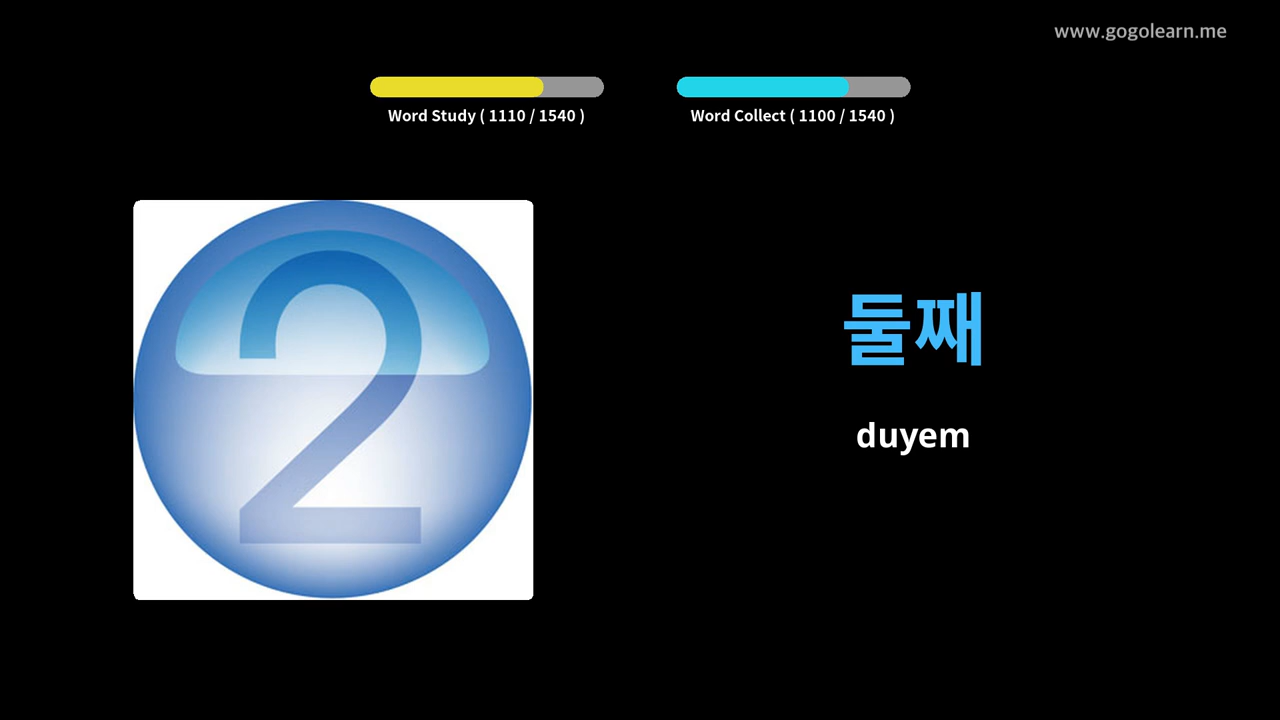 www.gogolearn.me
Word Study ( 1110 / 1540 )
Word Collect ( 1100 / 1540 )
2
둘째
duyem